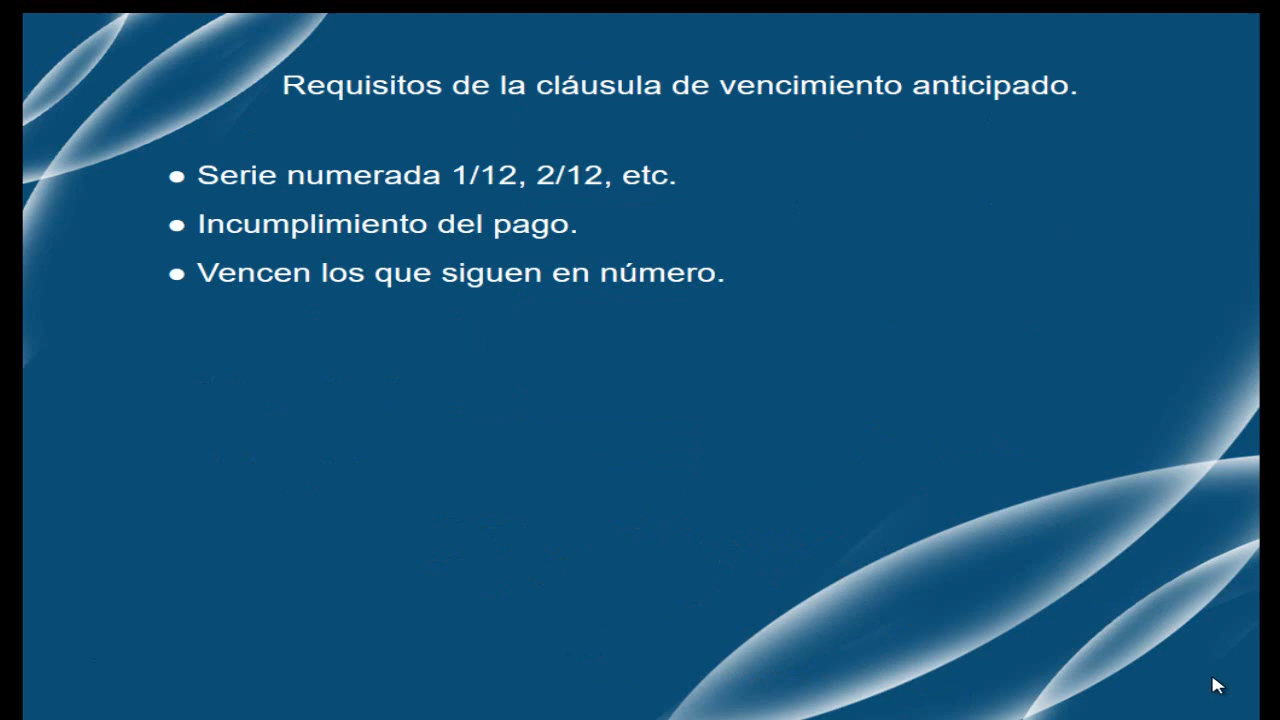 Requisitos de la cláusula de vencimiento anticipado.
● Serie numerada 1/12, 2/12, etc.
● Incumplimiento del pago.
● Vencen los que siguen en número.